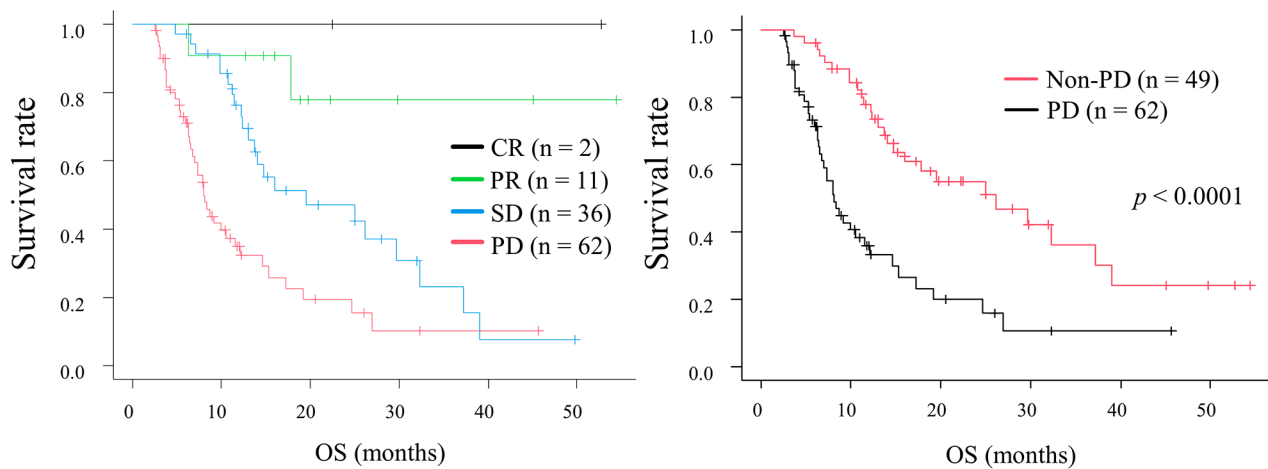 Survival rate
1.0
0.8
0.6
0.4
0.2
0.0
CR (n = 2)
PR (n = 11)
SD (n = 36)
PD (n = 62)
0 10 20 30 40 50
OS (months)
Survival rate
1.0
0.8
0.6
0.4
0.2
0.0
Non-PD (n = 49)
PD (n = 62)
p < 0.0001
0 10 20 30 40 50
OS (months)